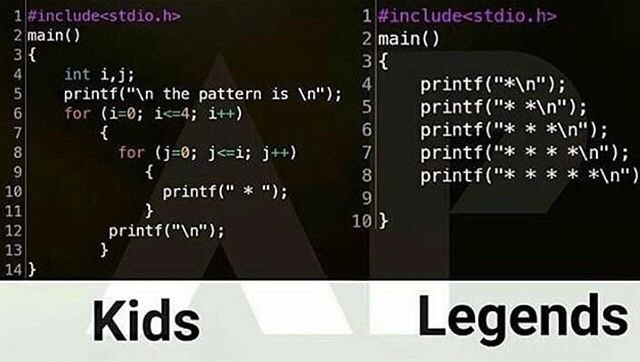 1 #include<stdio.h>
2 main()
3 {
4 int i,j;
5 printf("\n the pattern is \n");
6 for (i=0; i<=4; i++)
7 {
8 for (j=0; j<=i; j++)
9 {
10 printf(" * ");
11 }
12 printf("\n");
13 }
14 }
Kids
1 #include<stdio.h>
2 main()
3 {
4 printf("*\n");
5 printf("* *\n");
6 printf("* * *\n");
7 printf("* * * *\n");
8 printf("* * * * *\n")
9
10 }
Legends
AP